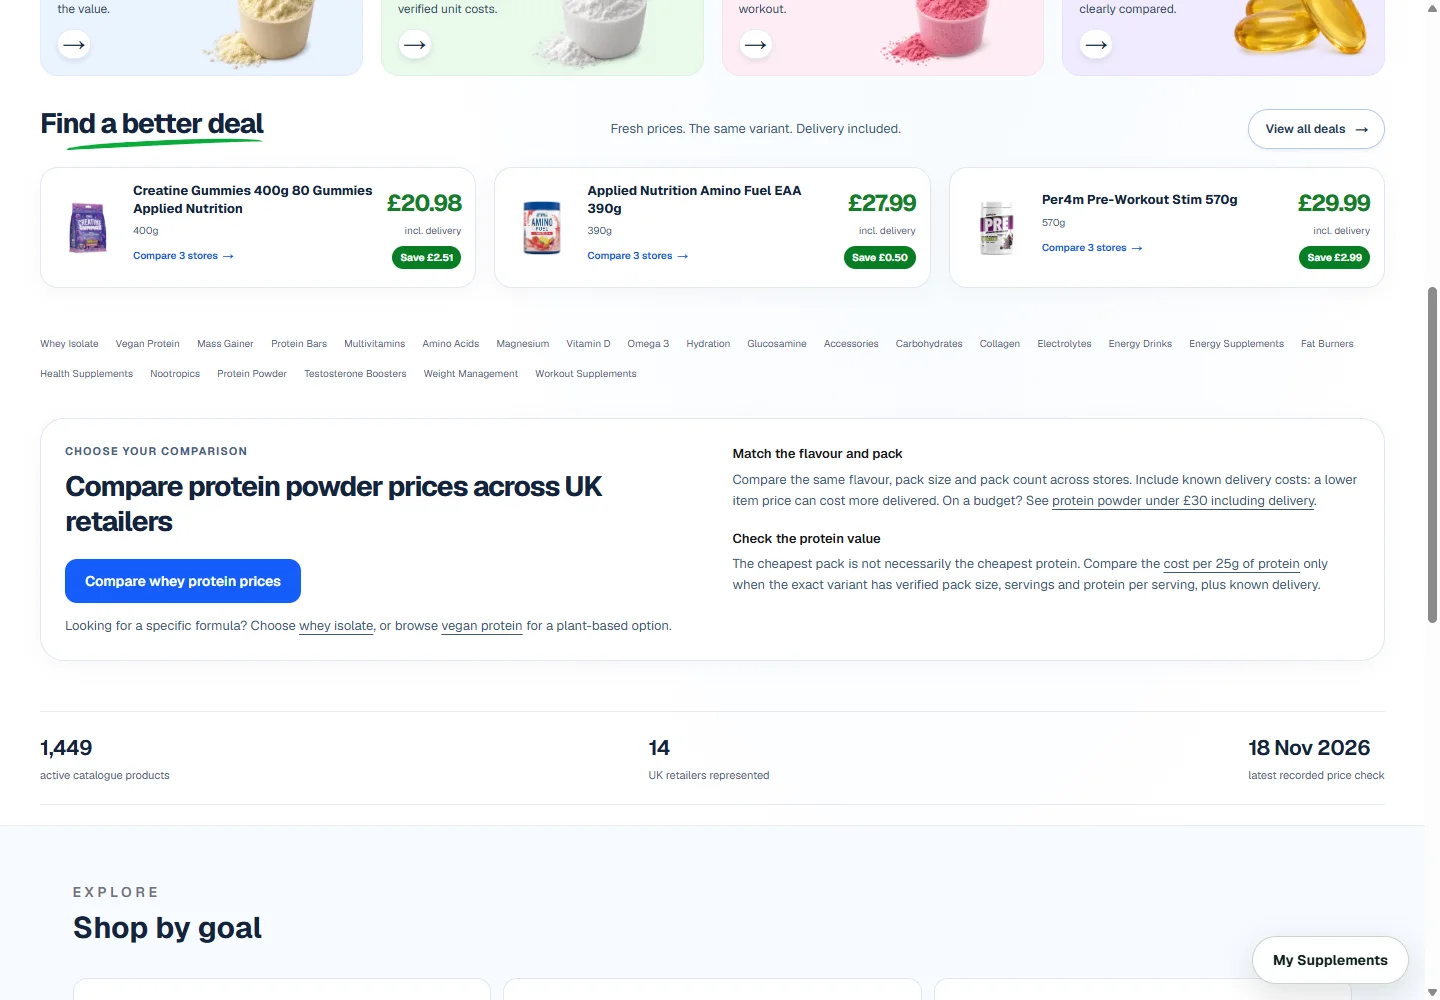 the value.
verified unit costs.
workout.
clearly compared.
Find a better deal
Fresh prices. The same variant. Delivery included.
View all deals →
Creatine Gummies 400g 80 Gummies
Applied Nutrition
400g
Compare 3 stores →
£20.98
incl. delivery
Save £2.51
CREATINE
AMINO
FUEL
Applied Nutrition Amino Fuel EAA
390g
390g
Compare 3 stores →
£27.99
incl. delivery
Save £0.50
PRE
Per4m Pre-Workout Stim 570g
570g
Compare 3 stores →
£29.99
incl. delivery
Save £2.99
Whey Isolate Vegan Protein Mass Gainer Protein Bars Multivitamins Amino Acids Magnesium Vitamin D Omega 3 Hydration Glucosamine Accessories Carbohydrates Collagen Electrolytes Energy Drinks Energy Supplements Fat Burners
Health Supplements Nootropics Protein Powder Testosterone Boosters Weight Management Workout Supplements
CHOOSE YOUR COMPARISON
Compare protein powder prices across UK
retailers
Compare whey protein prices
Looking for a specific formula? Choose whey isolate, or browse vegan protein for a plant-based option.
Match the flavour and pack
Compare the same flavour, pack size and pack count across stores. Include known delivery costs: a lower
item price can cost more delivered. On a budget? See protein powder under £30 including delivery.
Check the protein value
The cheapest pack is not necessarily the cheapest protein. Compare the cost per 25g of protein only
when the exact variant has verified pack size, servings and protein per serving, plus known delivery.
1,449
active catalogue products
14
UK retailers represented
18 Nov 2026
latest recorded price check
EXPLORE
Shop by goal
My Supplements